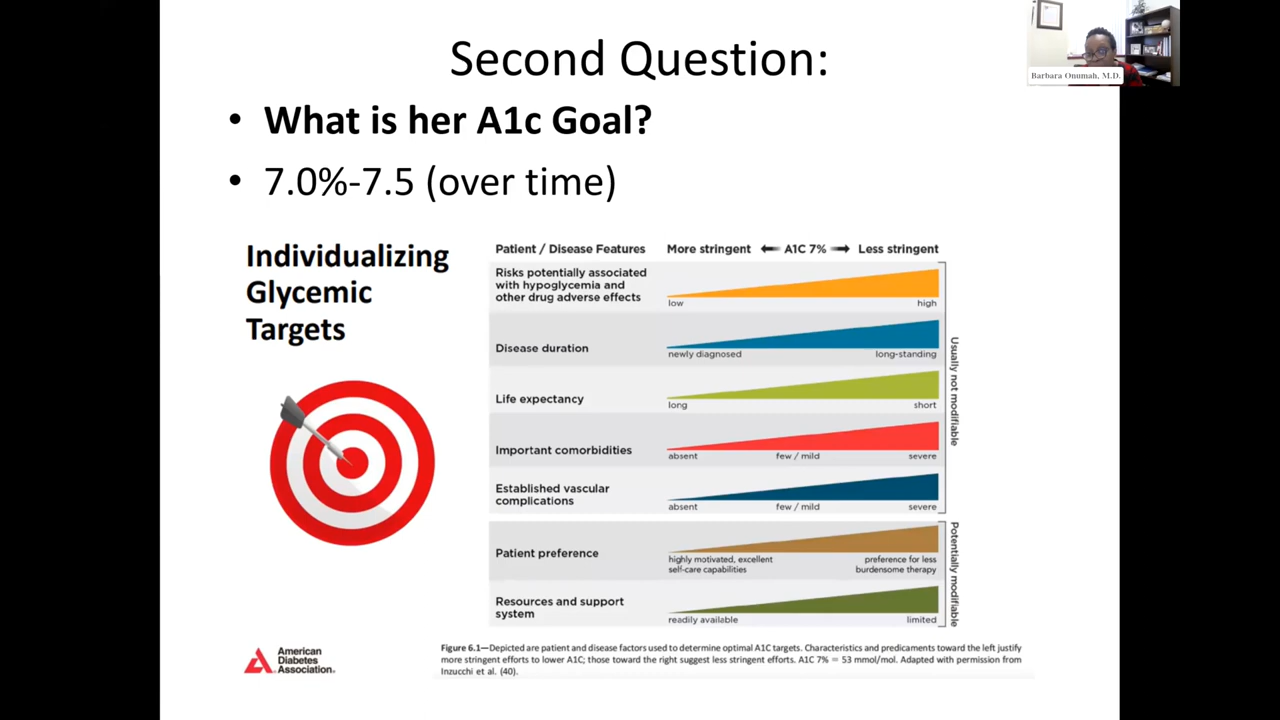 Second Question:
Barbara Onumah, M.D.
• What is her A1c Goal?
• 7.0%-7.5 (over time)
Individualizing
Glycemic
Targets
Patient / Disease Features
More stringent
A1C 7%
Less stringent
Risks potentially associated
with hypoglycemia and
other drug adverse effects
low
high
Disease duration
newly diagnosed
long-standing
Life expectancy
long
short
Important comorbidities
absent
few / mild
severe
Established vascular
complications
absent
few / mild
severe
Usually not modifiable
Patient preference
highly motivated, excellent
self-care capabilities
preference for less
burdensome therapy
Resources and support
system
readily available
limited
Potentially modifiable
American
Diabetes
Association.
Figure 6.1—Depicted are patient and disease factors used to determine optimal A1C targets. Characteristics and predicaments toward the left justify
more stringent efforts to lower A1C; those toward the right suggest less stringent efforts. A1C 7% = 53 mmol/mol. Adapted with permission from
Inzucchi et al. (40).